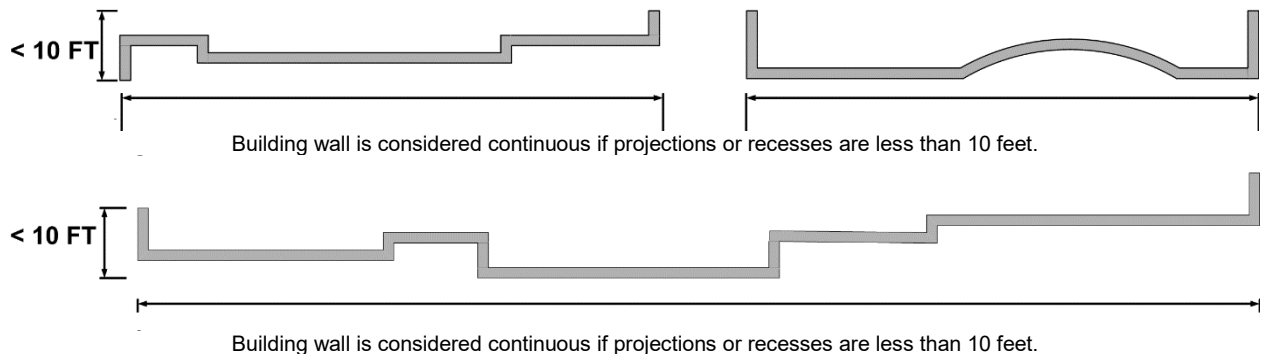 < 10 FT
Building wall is considered continuous if projections or recesses are less than 10 feet.
< 10 FT
Building wall is considered continuous if projections or recesses are less than 10 feet.